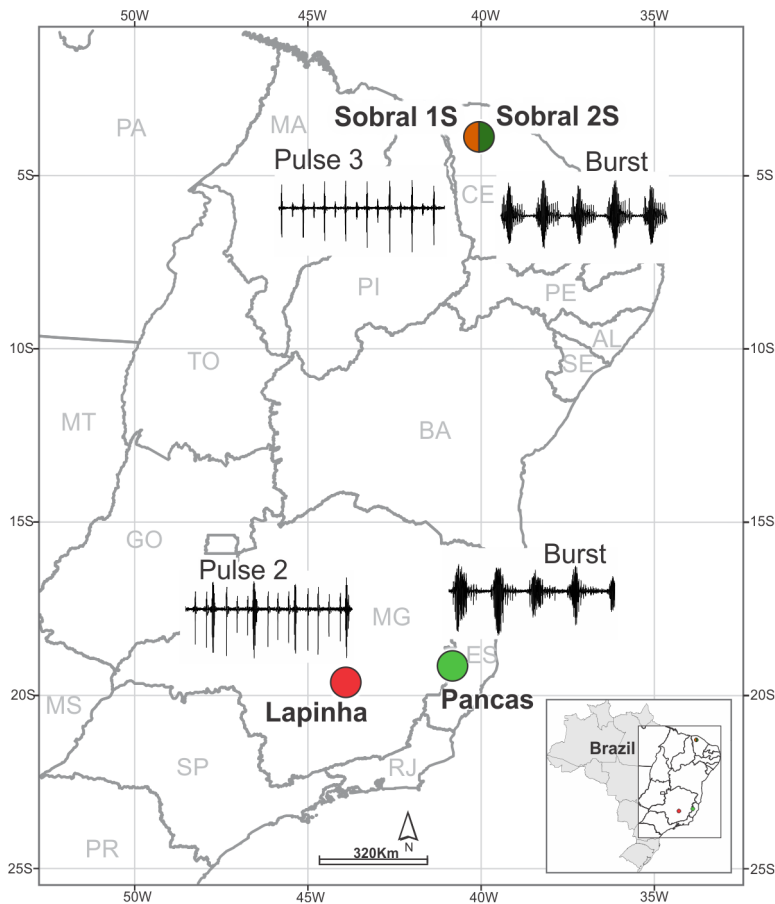 50W 45W 40W 35W
Sobral 1S Sobral 2S
PA MA
Pulse 3 Burst
5S 5S
CE
PI PE
AL
10S 10S
TO SE
MT BA
15S 15S
GO
Burst
Pulse 2
MG
ES
20S 20S
MS Lapinha Pancas
Brazil
SP RJ
N
PR 320Km
25S 25S
50W 45W 40W 35W